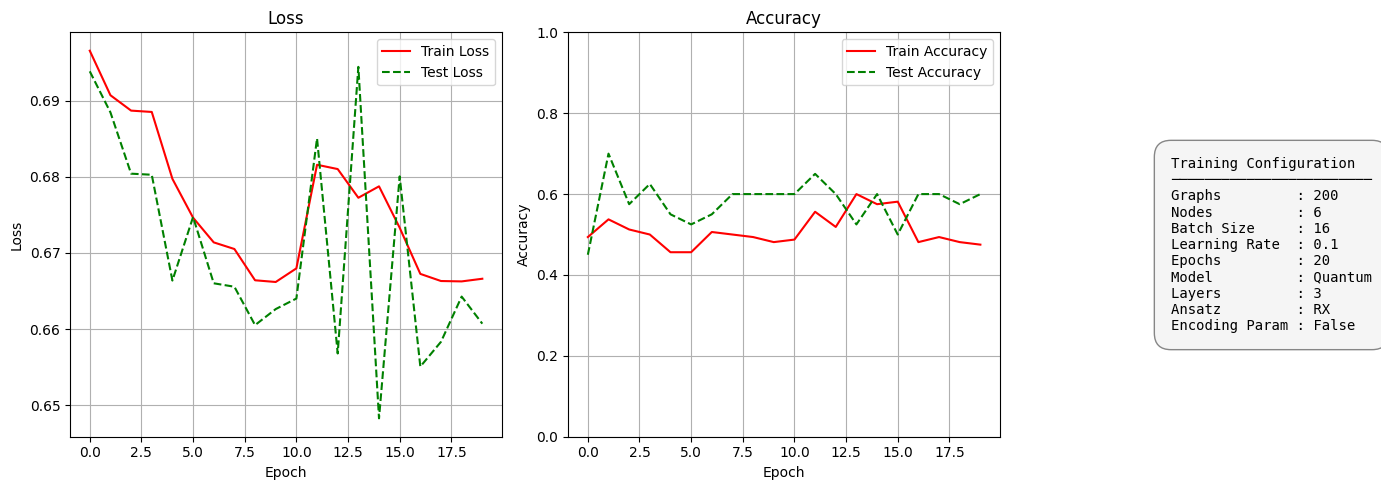 Loss
Train Loss
Test Loss
0.69
0.68
0.67
0.66
0.65
Loss
0.0 2.5 5.0 7.5 10.0 12.5 15.0 17.5
Epoch
Accuracy
Train Accuracy
Test Accuracy
1.0
0.8
0.6
0.4
0.2
0.0
Accuracy
0.0 2.5 5.0 7.5 10.0 12.5 15.0 17.5
Epoch
Training Configuration
Graphs : 200
Nodes : 6
Batch Size : 16
Learning Rate : 0.1
Epochs : 20
Model : Quantum
Layers : 3
Ansatz : RX
Encoding Param : False